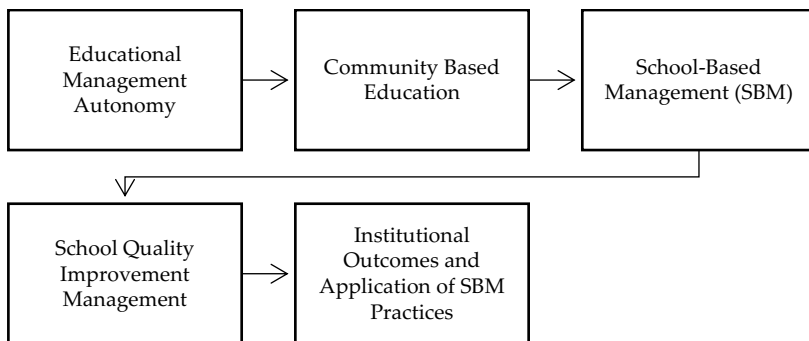 Educational
Management
Autonomy
Community Based
Education
School-Based
Management (SBM)
School Quality
Improvement
Management
Institutional
Outcomes and
Application of SBM
Practices